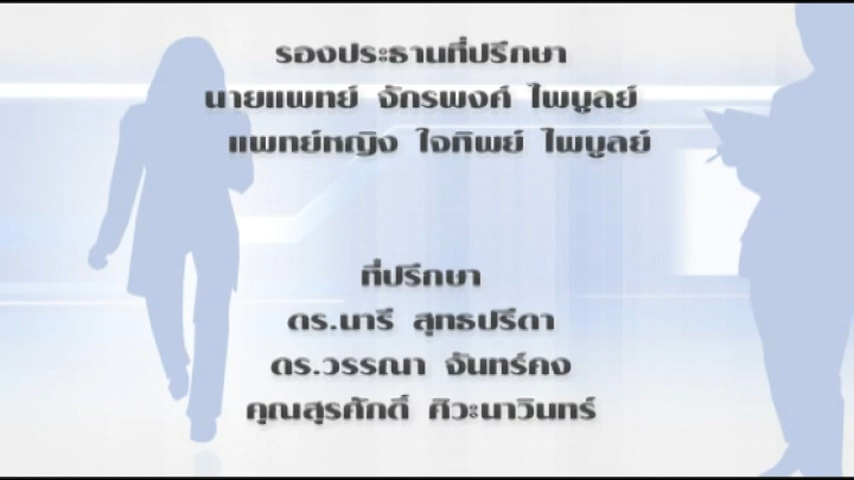 รองประธานที่ปรึกษา
นายแพทย์ จักรพงศ์ ไพบูลย์
แพทย์หญิง ใจทิพย์ ไพบูลย์
ที่ปรึกษา
ดร.นารี สุทธปรีดา
ดร.วรรณา จันทร์คง
คุณสุรศักดิ์ ศิวะนาวินทร์